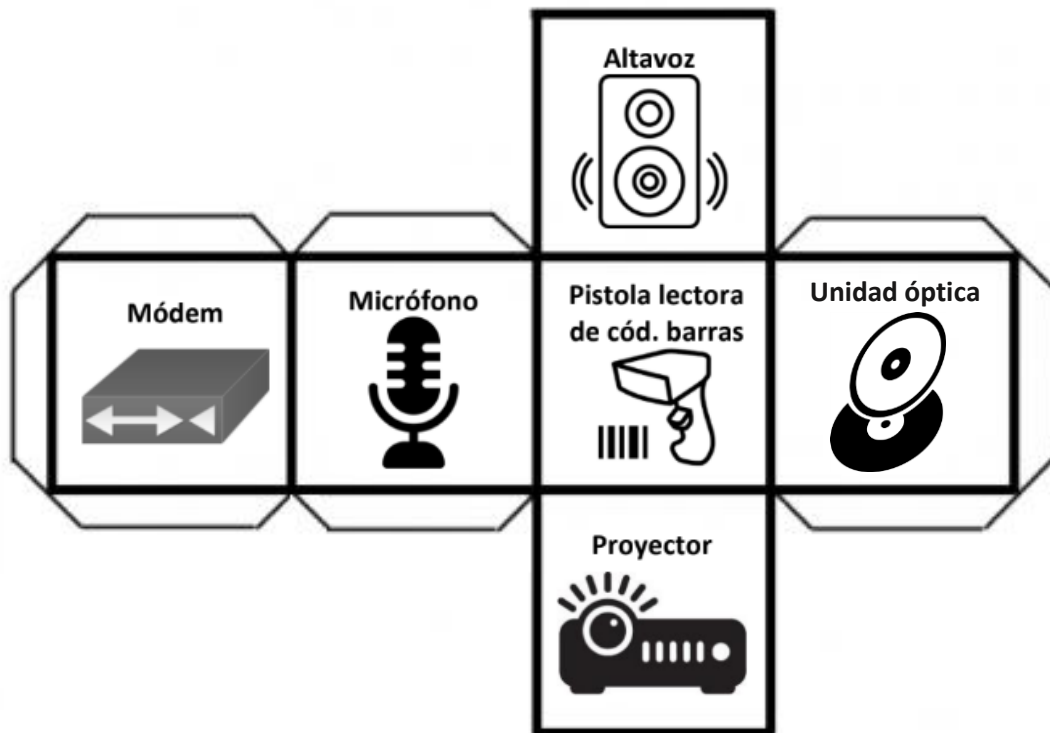 Altavoz
Módem
Micrófono
Pistola lectora
de cód. barras
Unidad óptica
Proyector